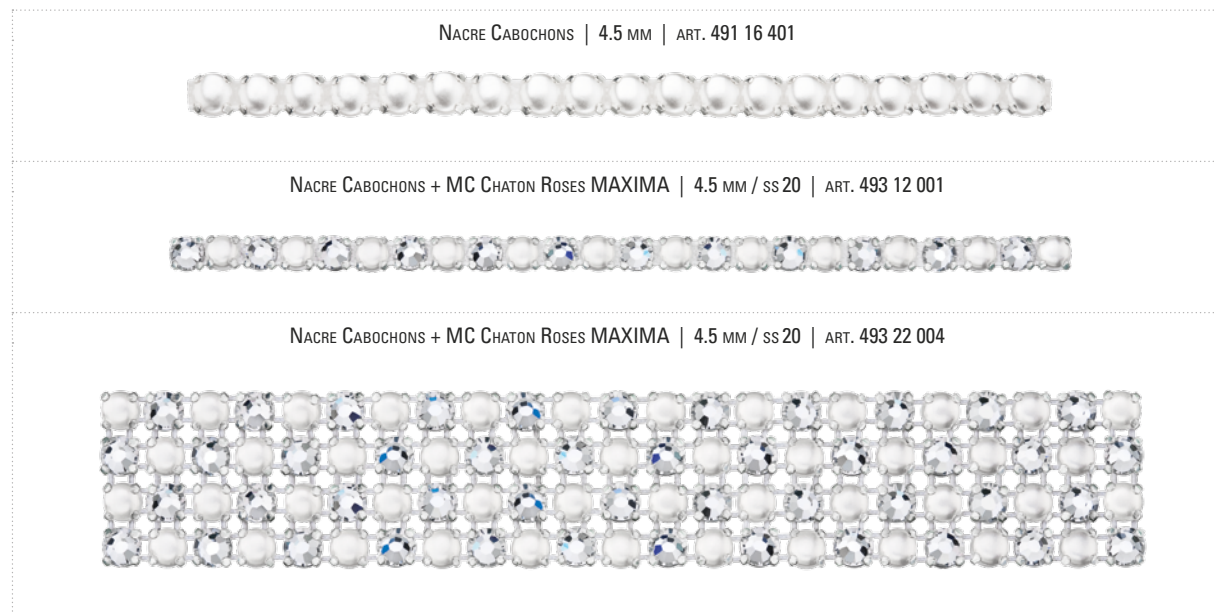 Nacre Cabochons | 4.5 mm | art. 491 16 401
Nacre Cabochons + MC Chaton Roses MAXIMA | 4.5 mm / ss 20 | art. 493 12 001
Nacre Cabochons + MC Chaton Roses MAXIMA | 4.5 mm / ss 20 | art. 493 22 004